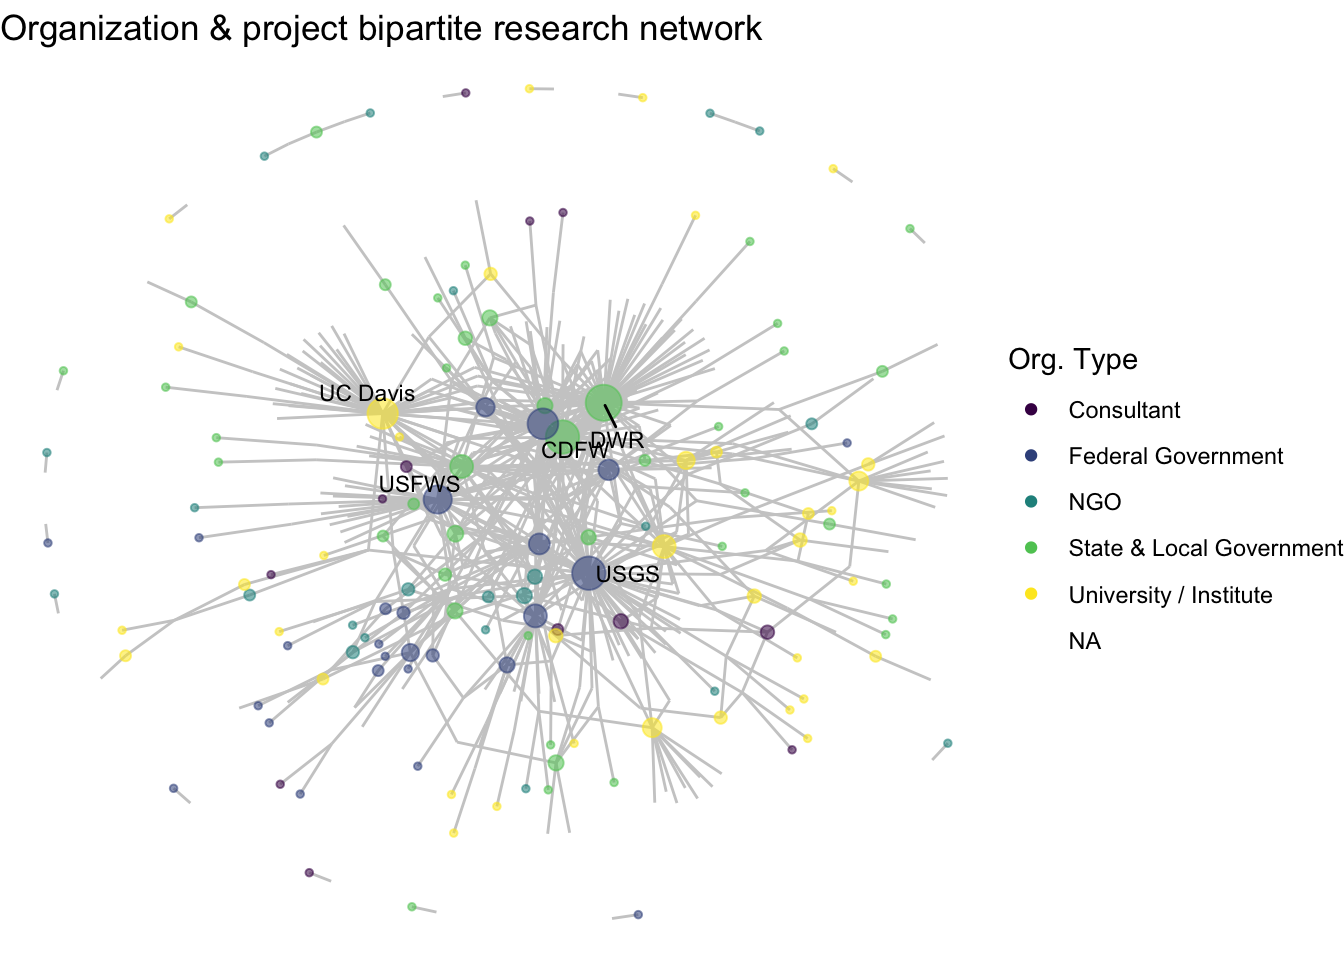 Organization & project bipartite research network
UC Davis
DWR
CDFW
USFWS
USGS
Org. Type
Consultant
Federal Government
NGO
State & Local Government
University / Institute
NA